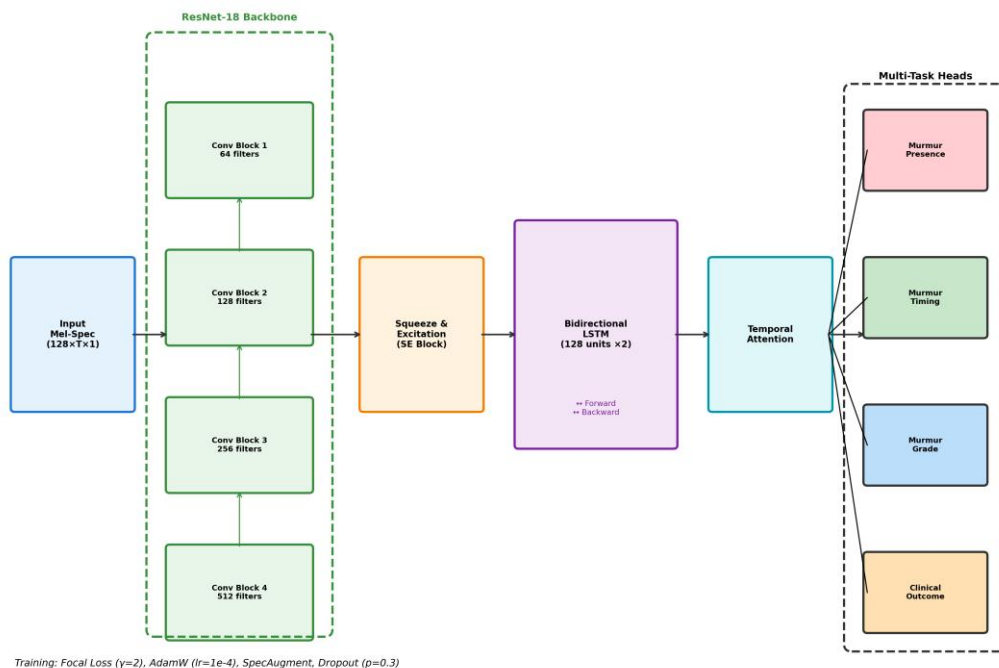 ResNet-18 Backbone
Conv Block 1
64 filters
Conv Block 2
128 filters
Conv Block 3
256 filters
Conv Block 4
512 filters
Input
Mel-Spec
(128×T×1)
Squeeze &
Excitation
(SE Block)
Bidirectional
LSTM
(128 units ×2)
↔ Forward
↔ Backward
Temporal
Attention
Multi-Task Heads
Murmur
Presence
Murmur
Timing
Murmur
Grade
Clinical
Outcome
Training: Focal Loss (γ=2), AdamW (lr=1e-4), SpecAugment, Dropout (p=0.3)